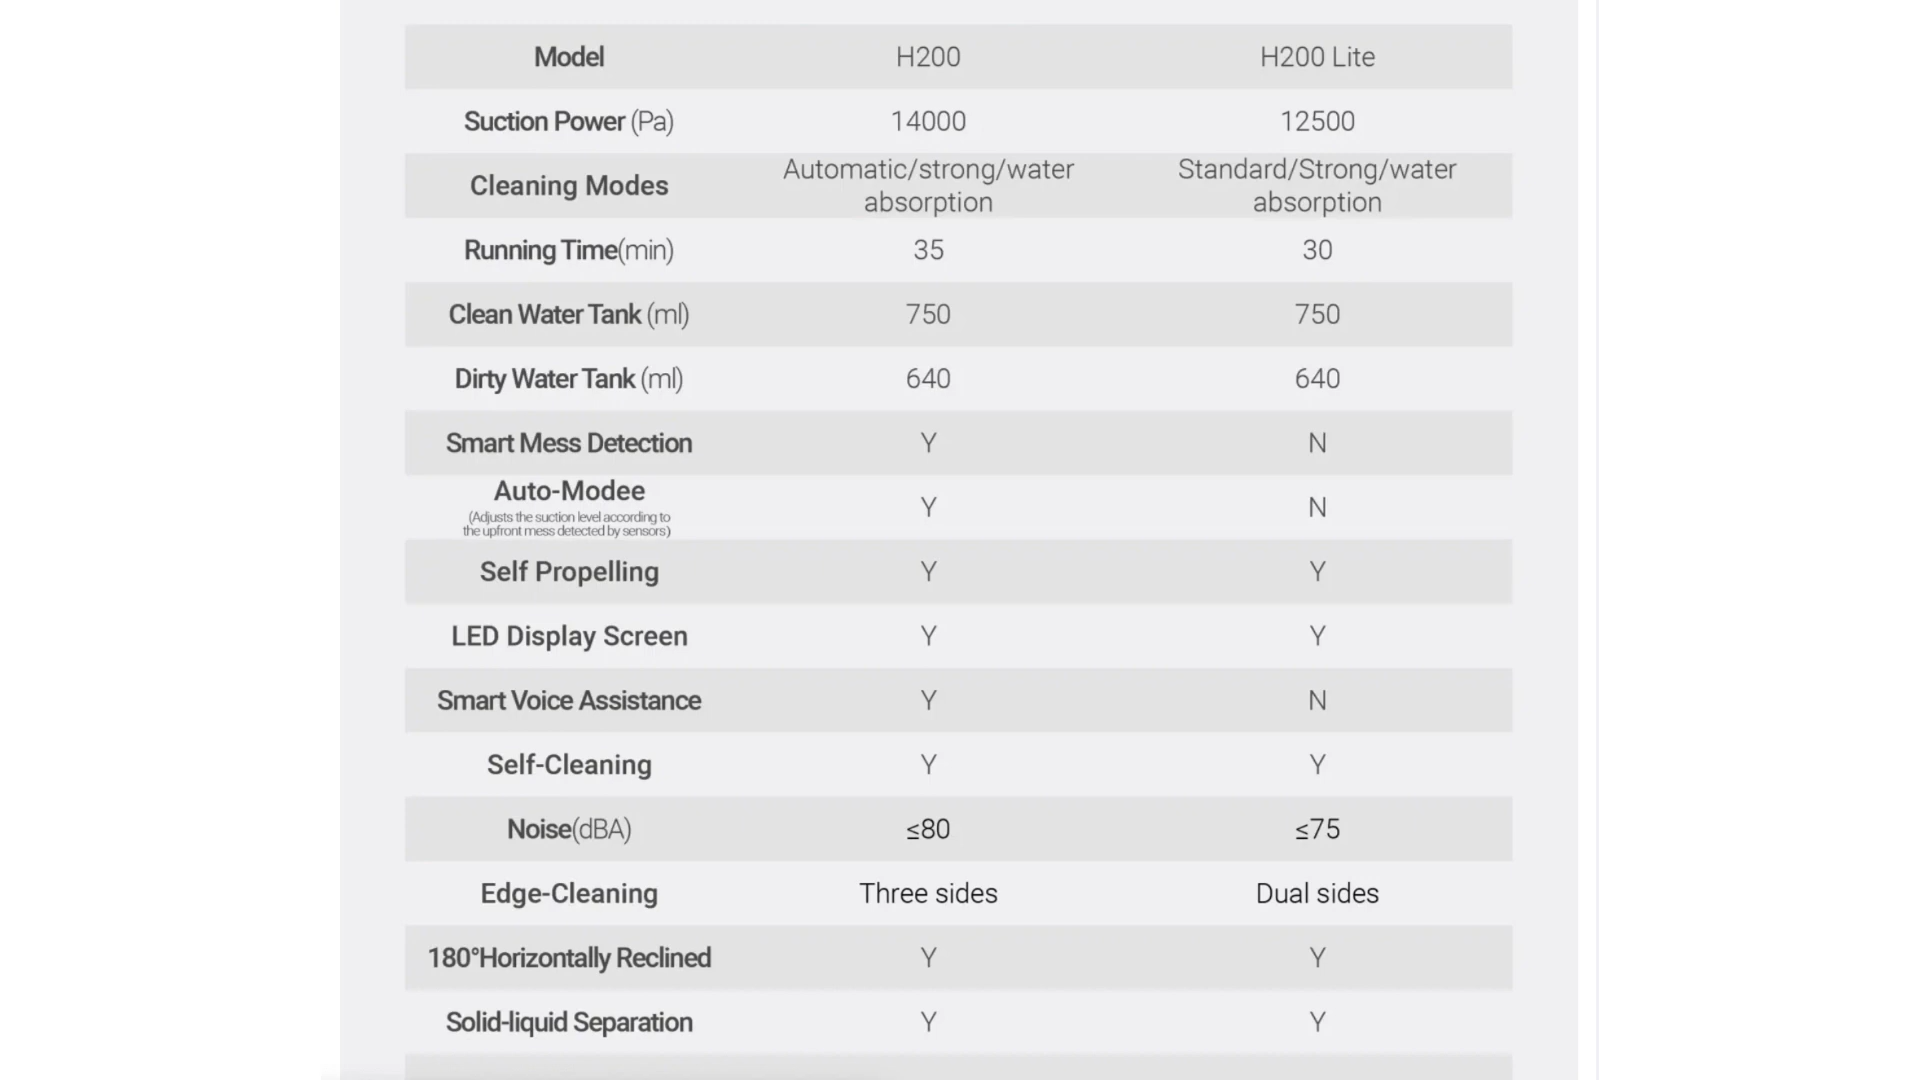 Model H200 H200 Lite
Suction Power (Pa) 14000 12500
Cleaning Modes Automatic/strong/water absorption Standard/Strong/water absorption
Running Time(min) 35 30
Clean Water Tank (ml) 750 750
Dirty Water Tank (ml) 640 640
Smart Mess Detection Y N
Auto-Modee Y N
(Adjusts the suction level according to
the upfront mess detected by sensors)
Self Propelling Y Y
LED Display Screen Y Y
Smart Voice Assistance Y N
Self-Cleaning Y Y
Noise(dBA) ≤80 ≤75
Edge-Cleaning Three sides Dual sides
180°Horizontally Reclined Y Y
Solid-liquid Separation Y Y